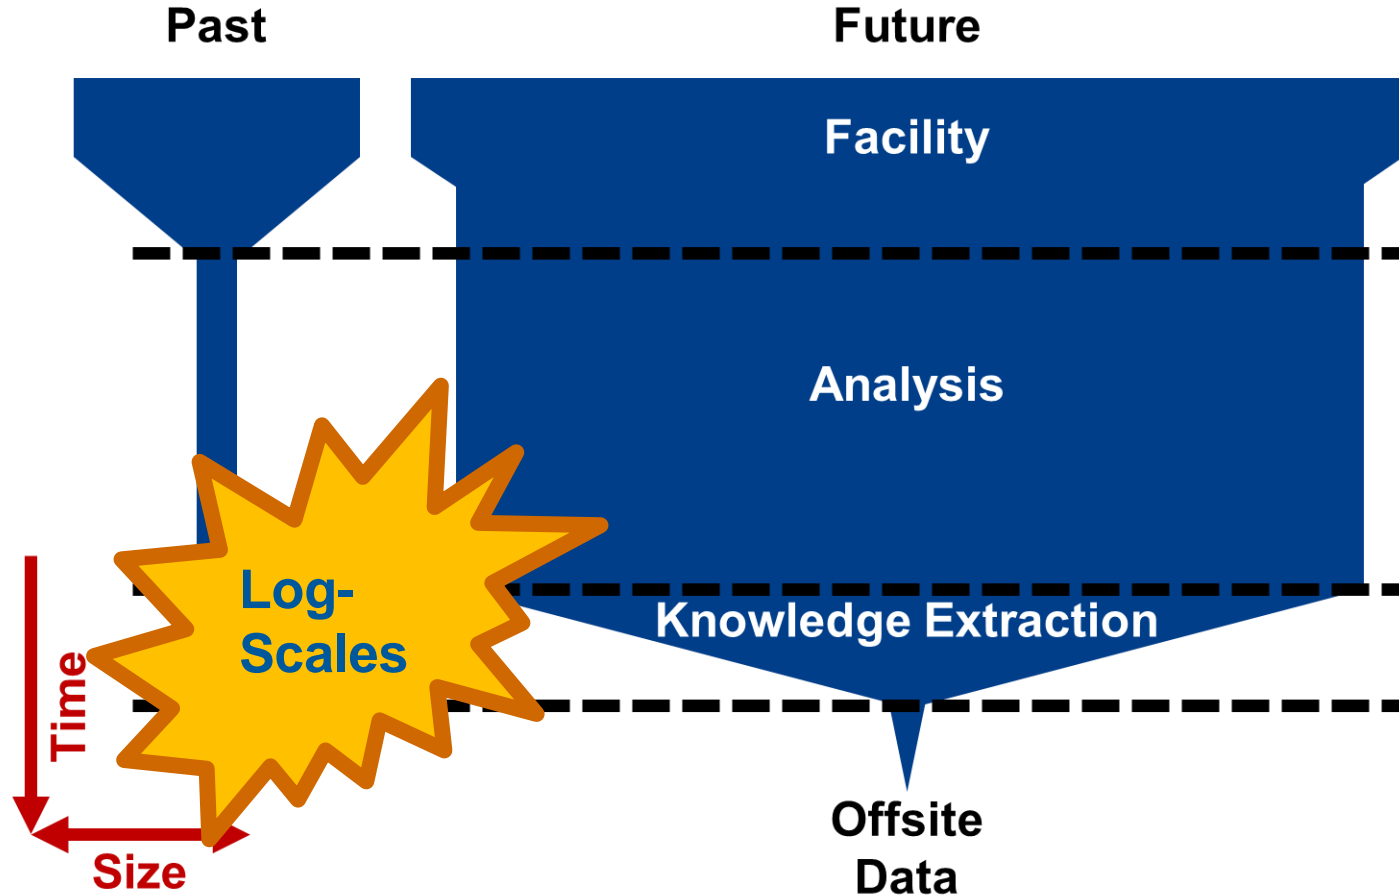 Past
Future
Facility
Analysis
Log-
Scales
Knowledge Extraction
Time
Size
Offsite
Data